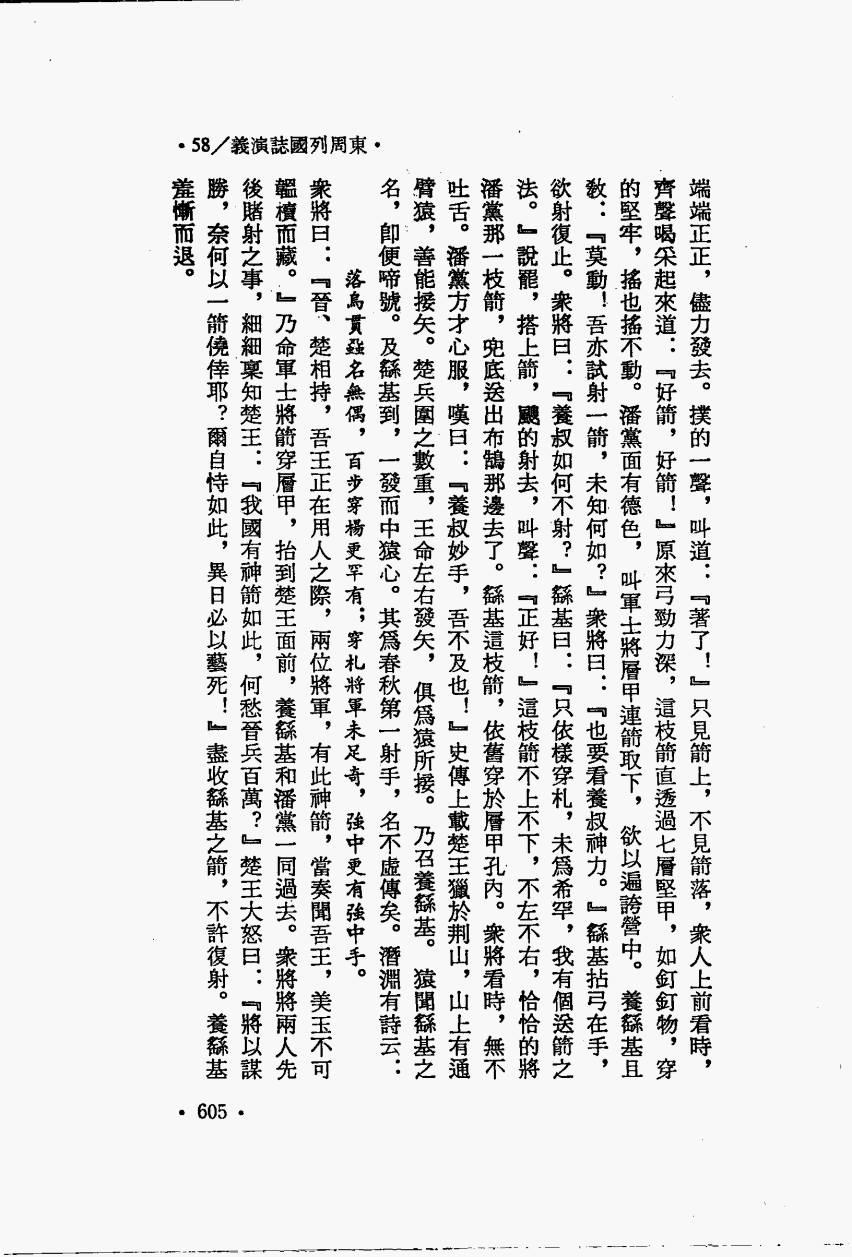 •58／義演誌國列周東•
端端正正，儘力發去。撲的一聲，叫道：『著了！』只見箭上，不見箭落，衆人上前看時，
齊聲喝采起來道：『好箭，好箭！』原來弓勁力深，這枝箭直透過七層堅甲，如釘釘物，穿
的堅牢，搖也搖不動。潘黨面有德色，叫軍士將層甲連箭取下，欲以遍誇營中。養繇基且
敎：『莫動！吾亦試射一箭，未知何如？』衆將曰：『也要看養叔神力。』繇基拈弓在手，
欲射復止。衆將曰：『養叔如何不射？』繇基曰：『只依樣穿札，未爲希罕，我有個送箭之
法。』說罷，搭上箭，颼的射去，叫聲：『正好！』這枝箭不上不下，不左不右，恰恰的將
潘黨那一枝箭，兜底送出布鵠那邊去了。繇基這枝箭，依舊穿於層甲孔內。衆將看時，無不
吐舌。潘黨方才心服，嘆曰：『養叔妙手，吾不及也！』史傳上載楚王獵於荆山，山上有通
臂猿，善能接矢。楚兵圍之數重，王命左右發矢，俱爲猿所接。乃召養繇基。猿聞繇基之
名，卽便啼號。及繇基到，一發而中猿心。其爲春秋第一射手，名不虛傳矣。潛淵有詩云：
落烏貫蝨名無偶，百步穿楊更罕有；穿札將軍未足奇，強中更有強中手。
衆將曰：『晉、楚相持，吾王正在用人之際，兩位將軍，有此神箭，當奏聞吾王，美玉不可
韞櫝而藏。』乃命軍士將箭穿層甲，抬到楚王面前，養繇基和潘黨一同過去。衆將將兩人先
後賭射之事，細細稟知楚王：『我國有神箭如此，何愁晉兵百萬？』楚王大怒曰：『將以謀
勝，奈何以一箭僥倖耶？爾自恃如此，異日必以藝死！』盡收繇基之箭，不許復射。養繇基
羞慚而退。
•605•